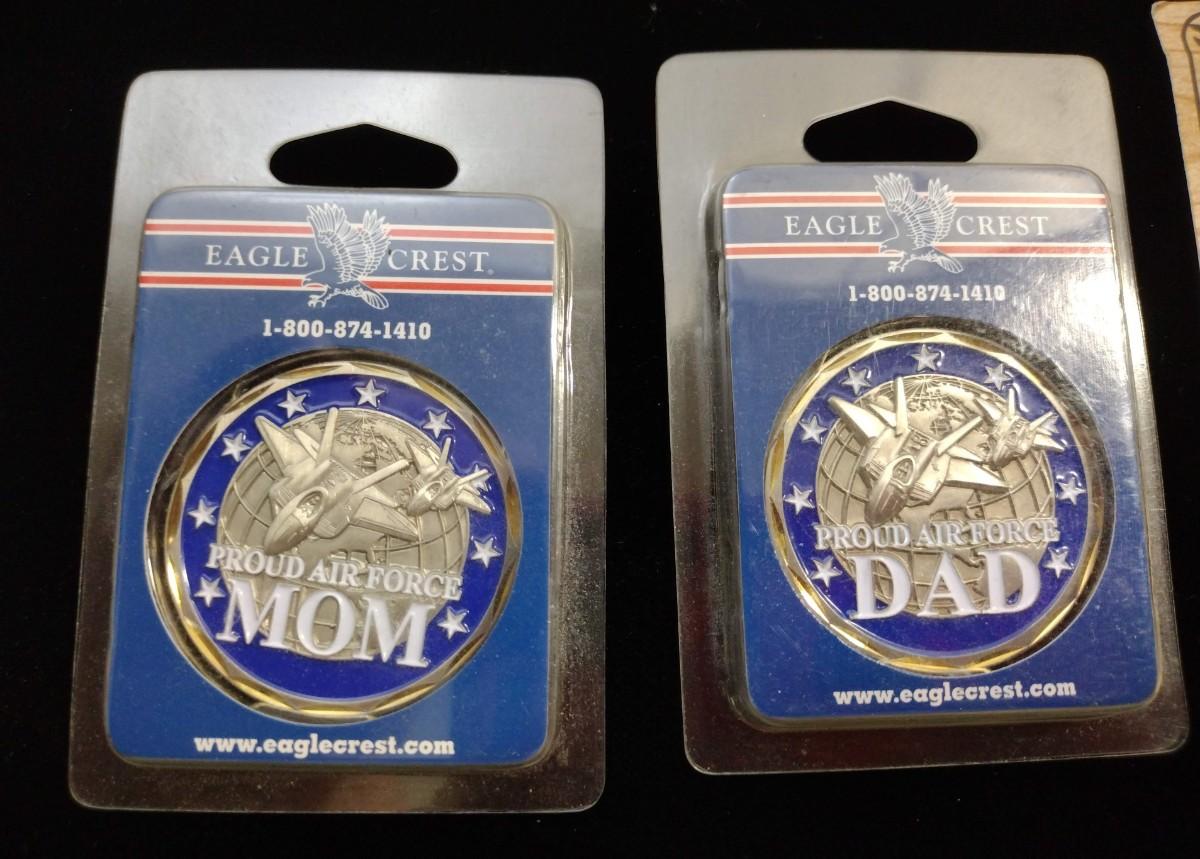 EAGLE CREST
1-800-874-1410
PROUD AIR FORCE
MOM
www.eaglecrest.com
EAGLE CREST
1-800-874-1410
PROUD AIR FORCE
DAD
www.eaglecrest.com